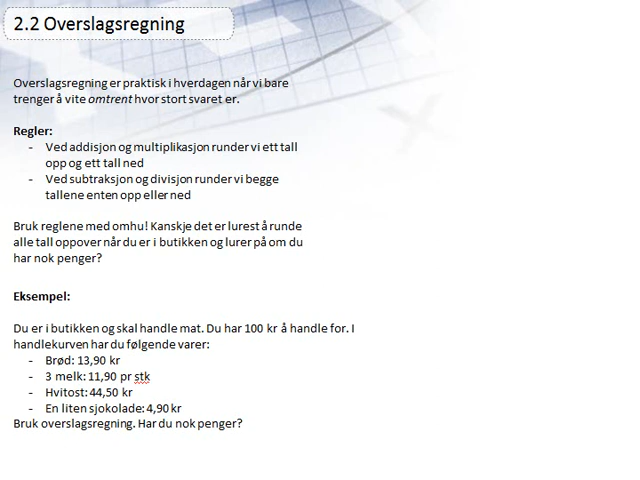 2.2 Overslagsregning
Overslagsregning er praktisk i hverdagen når vi bare
trenger å vite omtrent hvor stort svaret er.
Regler:
- Ved addisjon og multiplikasjon runder vi ett tall
opp og ett tall ned
- Ved subtraksjon og divisjon runder vi begge
tallene enten opp eller ned
Bruk reglene med omhu! Kanskje det er lurest å runde
alle tall oppover når du er i butikken og lurer på om du
har nok penger?
Eksempel:
Du er i butikken og skal handle mat. Du har 100 kr å handle for. I
handlekurven har du følgende varer:
- Brød: 13,90 kr
- 3 melk: 11,90 pr stk
- Hvitost: 44,50 kr
- En liten sjokolade: 4,90 kr
Bruk overslagsregning. Har du nok penger?